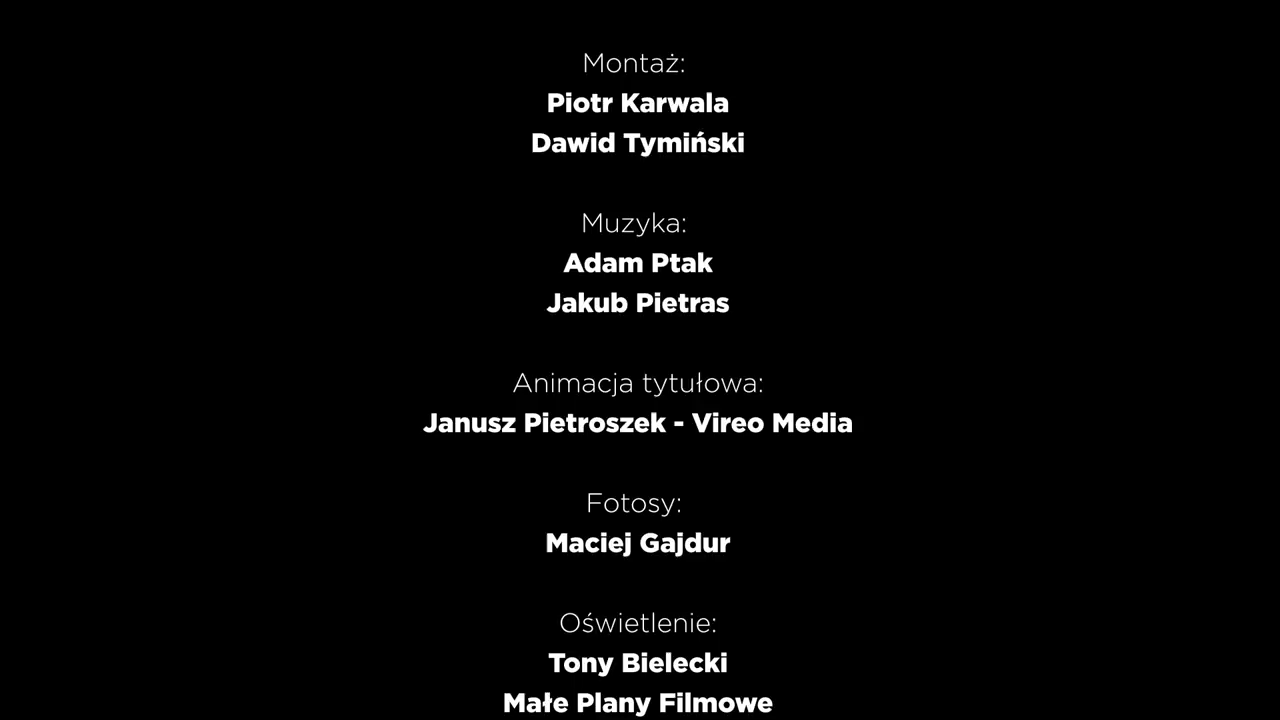 Montaż:
Piotr Karwala
Dawid Tymiński
Muzyka:
Adam Ptak
Jakub Pietras
Animacja tytułowa:
Janusz Pietroszek - Vireo Media
Fotosy:
Maciej Gajdur
Oświetlenie:
Tony Bielecki
Małe Plany Filmowe